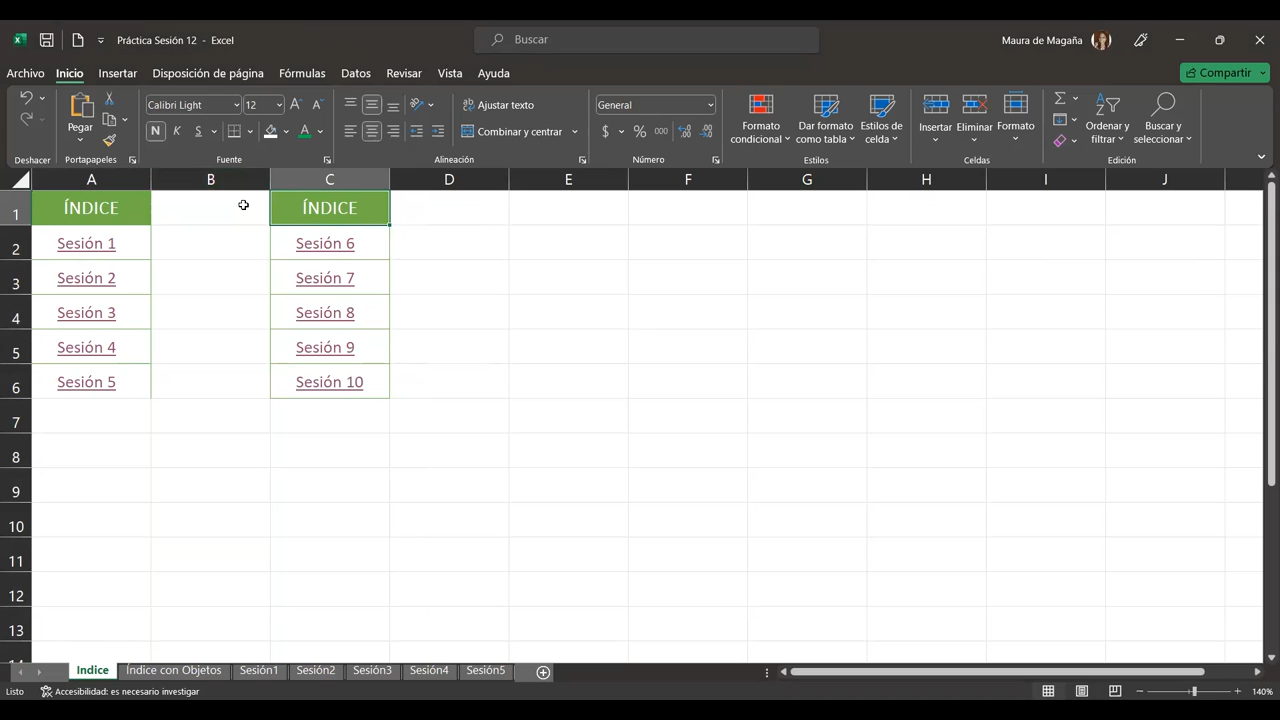 Práctica Sesión 12 - Excel
Buscar
Maura de Magaña
Archivo Inicio Insertar Disposición de página Fórmulas Datos Revisar Vista Ayuda
Compartir
Calibri Light 12
Ajustar texto
General
Pegar
N K S
Combinar y centrar
$ % 000
Formato condicional
Dar formato como tabla
Estilos de celda
Insertar
Eliminar
Formato
Ordenar y filtrar
Buscar y seleccionar
Deshacer Portapapeles Fuente Alineación Número Estilos Celdas Edición
A B C D E F G H I J
1 ÍNDICE ÍNDICE
2 Sesión 1 Sesión 6
3 Sesión 2 Sesión 7
4 Sesión 3 Sesión 8
5 Sesión 4 Sesión 9
6 Sesión 5 Sesión 10
7
8
9
10
11
12
13
Indice Índice con Objetos Sesión1 Sesión2 Sesión3 Sesión4 Sesión5
Listo Accesibilidad: es necesario investigar 140%